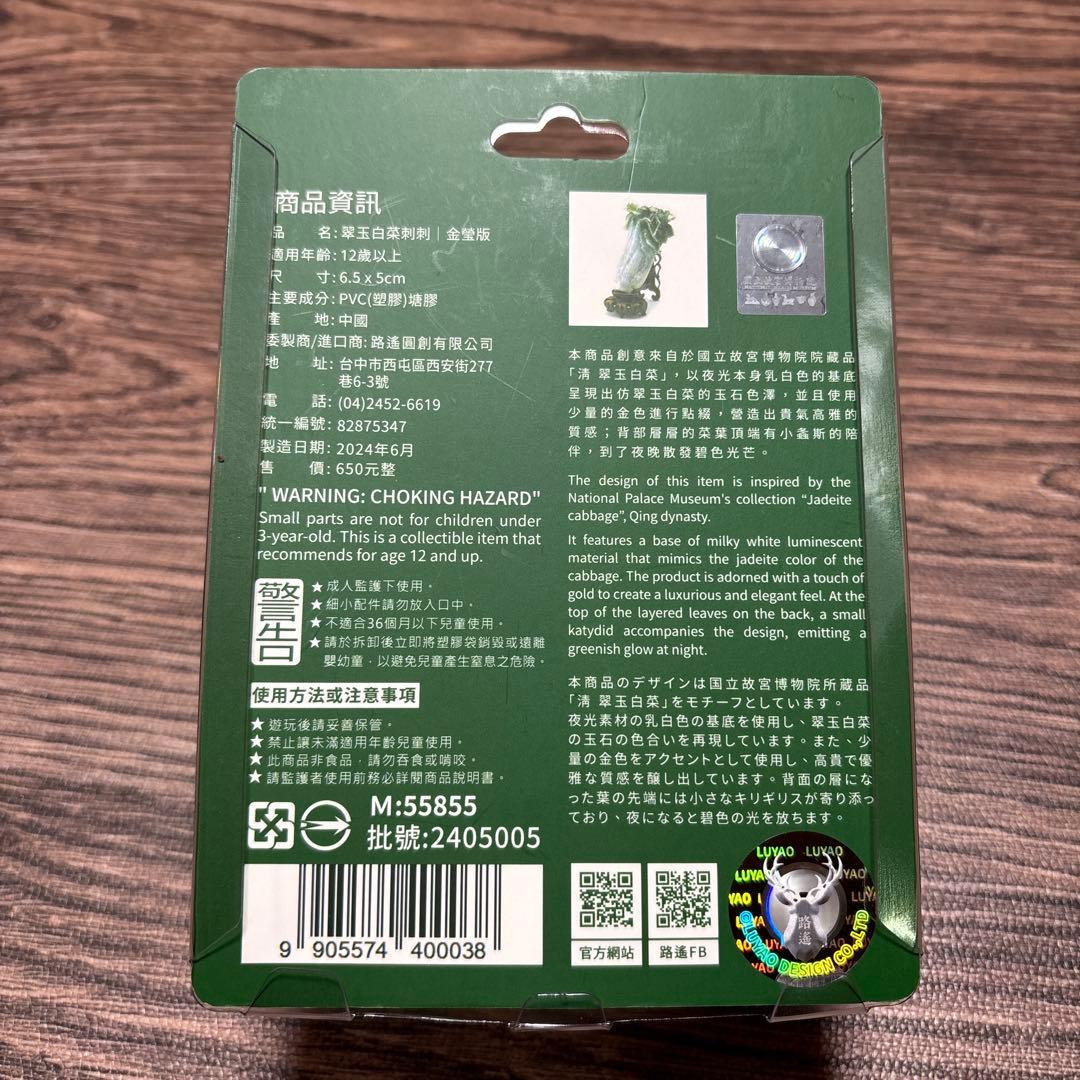 商品資訊
品 名: 翠玉白菜刺刺｜金瑩版
適用年齡: 12歲以上
尺 寸: 6.5 x 5cm
主要成分: PVC(塑膠)塘膠
產 地: 中國
委製商/進口商: 路遙圓創有限公司
地 址: 台中市西屯區西安街277
巷6-3號
電 話: (04)2452-6619
統一編號: 82875347
製造日期: 2024年6月
售 價: 650元整
" WARNING: CHOKING HAZARD"
Small parts are not for children under
3-year-old. This is a collectible item that
recommends for age 12 and up.
警告
★成人監護下使用。
★細小配件請勿放入口中。
★不適合36個月以下兒童使用。
★請於拆卸後立即將塑膠袋銷毀或遠離
嬰幼童，以避免兒童產生窒息之危險。
使用方法或注意事項
★遊玩後請妥善保管。
★禁止讓未滿適用年齡兒童使用。
★此商品非食品，請勿吞食或啃咬。
★請監護者使用前務必詳閱商品說明書。
M:55855
批號:2405005
9 905574 400038
本商品創意來自於國立故宮博物院院藏品
「清 翠玉白菜」，以夜光本身乳白色的基底
呈現出仿翠玉白菜的玉石色澤，並且使用
少量的金色進行點綴，營造出貴氣高雅的
質感；背部層層的菜葉頂端有小螽斯的陪
伴，到了夜晚散發碧色光芒。
The design of this item is inspired by the
National Palace Museum's collection “Jadeite
cabbage”, Qing dynasty.
It features a base of milky white luminescent
material that mimics the jadeite color of the
cabbage. The product is adorned with a touch of
gold to create a luxurious and elegant feel. At the
top of the layered leaves on the back, a small
katydid accompanies the design, emitting a
greenish glow at night.
本商品のデザインは国立故宮博物院所蔵品
「清 翠玉白菜」をモチーフとしています。
夜光素材の乳白色の基底を使用し、翠玉白菜
の玉石の色合いを再現しています。また、少
量の金色をアクセントとして使用し、高貴で優
雅な質感を醸し出しています。背面の層にな
った葉の先端には小さなキリギリスが寄り添っ
ており、夜になると碧色の光を放ちます。
官方網站
路遙FB
LUYAO LUYAO
路遙
©LUYAO DESIGN CO.,LTD